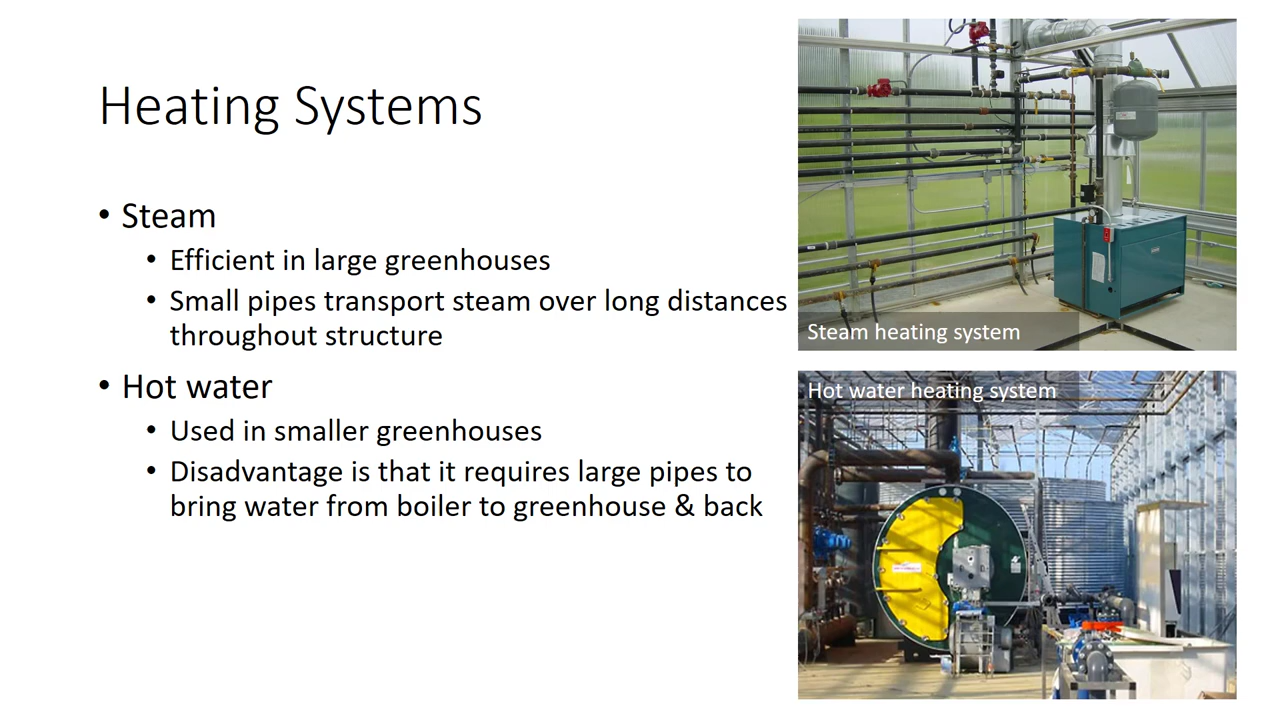 Heating Systems
• Steam
• Efficient in large greenhouses
• Small pipes transport steam over long distances
throughout structure
• Hot water
• Used in smaller greenhouses
• Disadvantage is that it requires large pipes to
bring water from boiler to greenhouse & back
Steam heating system
Hot water heating system